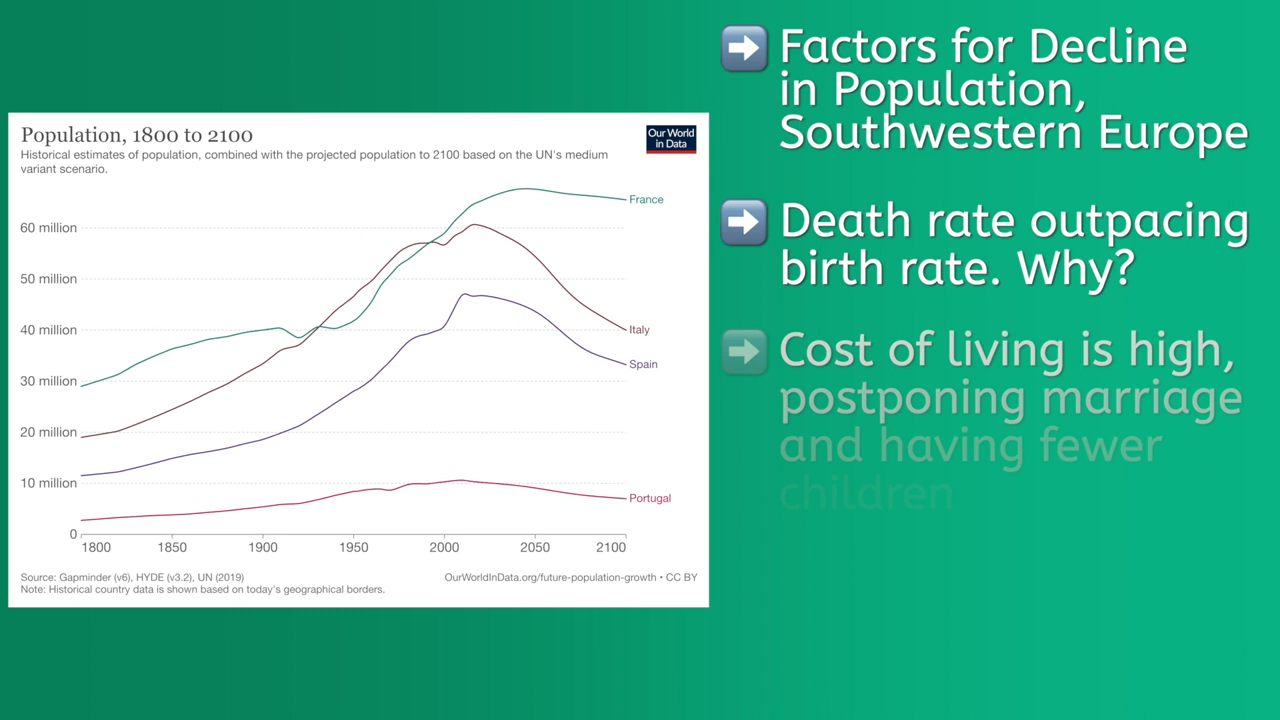 Population, 1800 to 2100
Our World
in Data
Historical estimates of population, combined with the projected population to 2100 based on the UN's medium
variant scenario.
60 million
50 million
40 million
30 million
20 million
10 million
0
France
Italy
Spain
Portugal
1800
1850
1900
1950
2000
2050
2100
Source: Gapminder (v6), HYDE (v3.2), UN (2019)
OurWorldInData.org/future-population-growth • CC BY
Note: Historical country data is shown based on today's geographical borders.
Factors for Decline
in Population,
Southwestern Europe
Death rate outpacing
birth rate. Why?
Cost of living is high,
postponing marriage
and having fewer
children